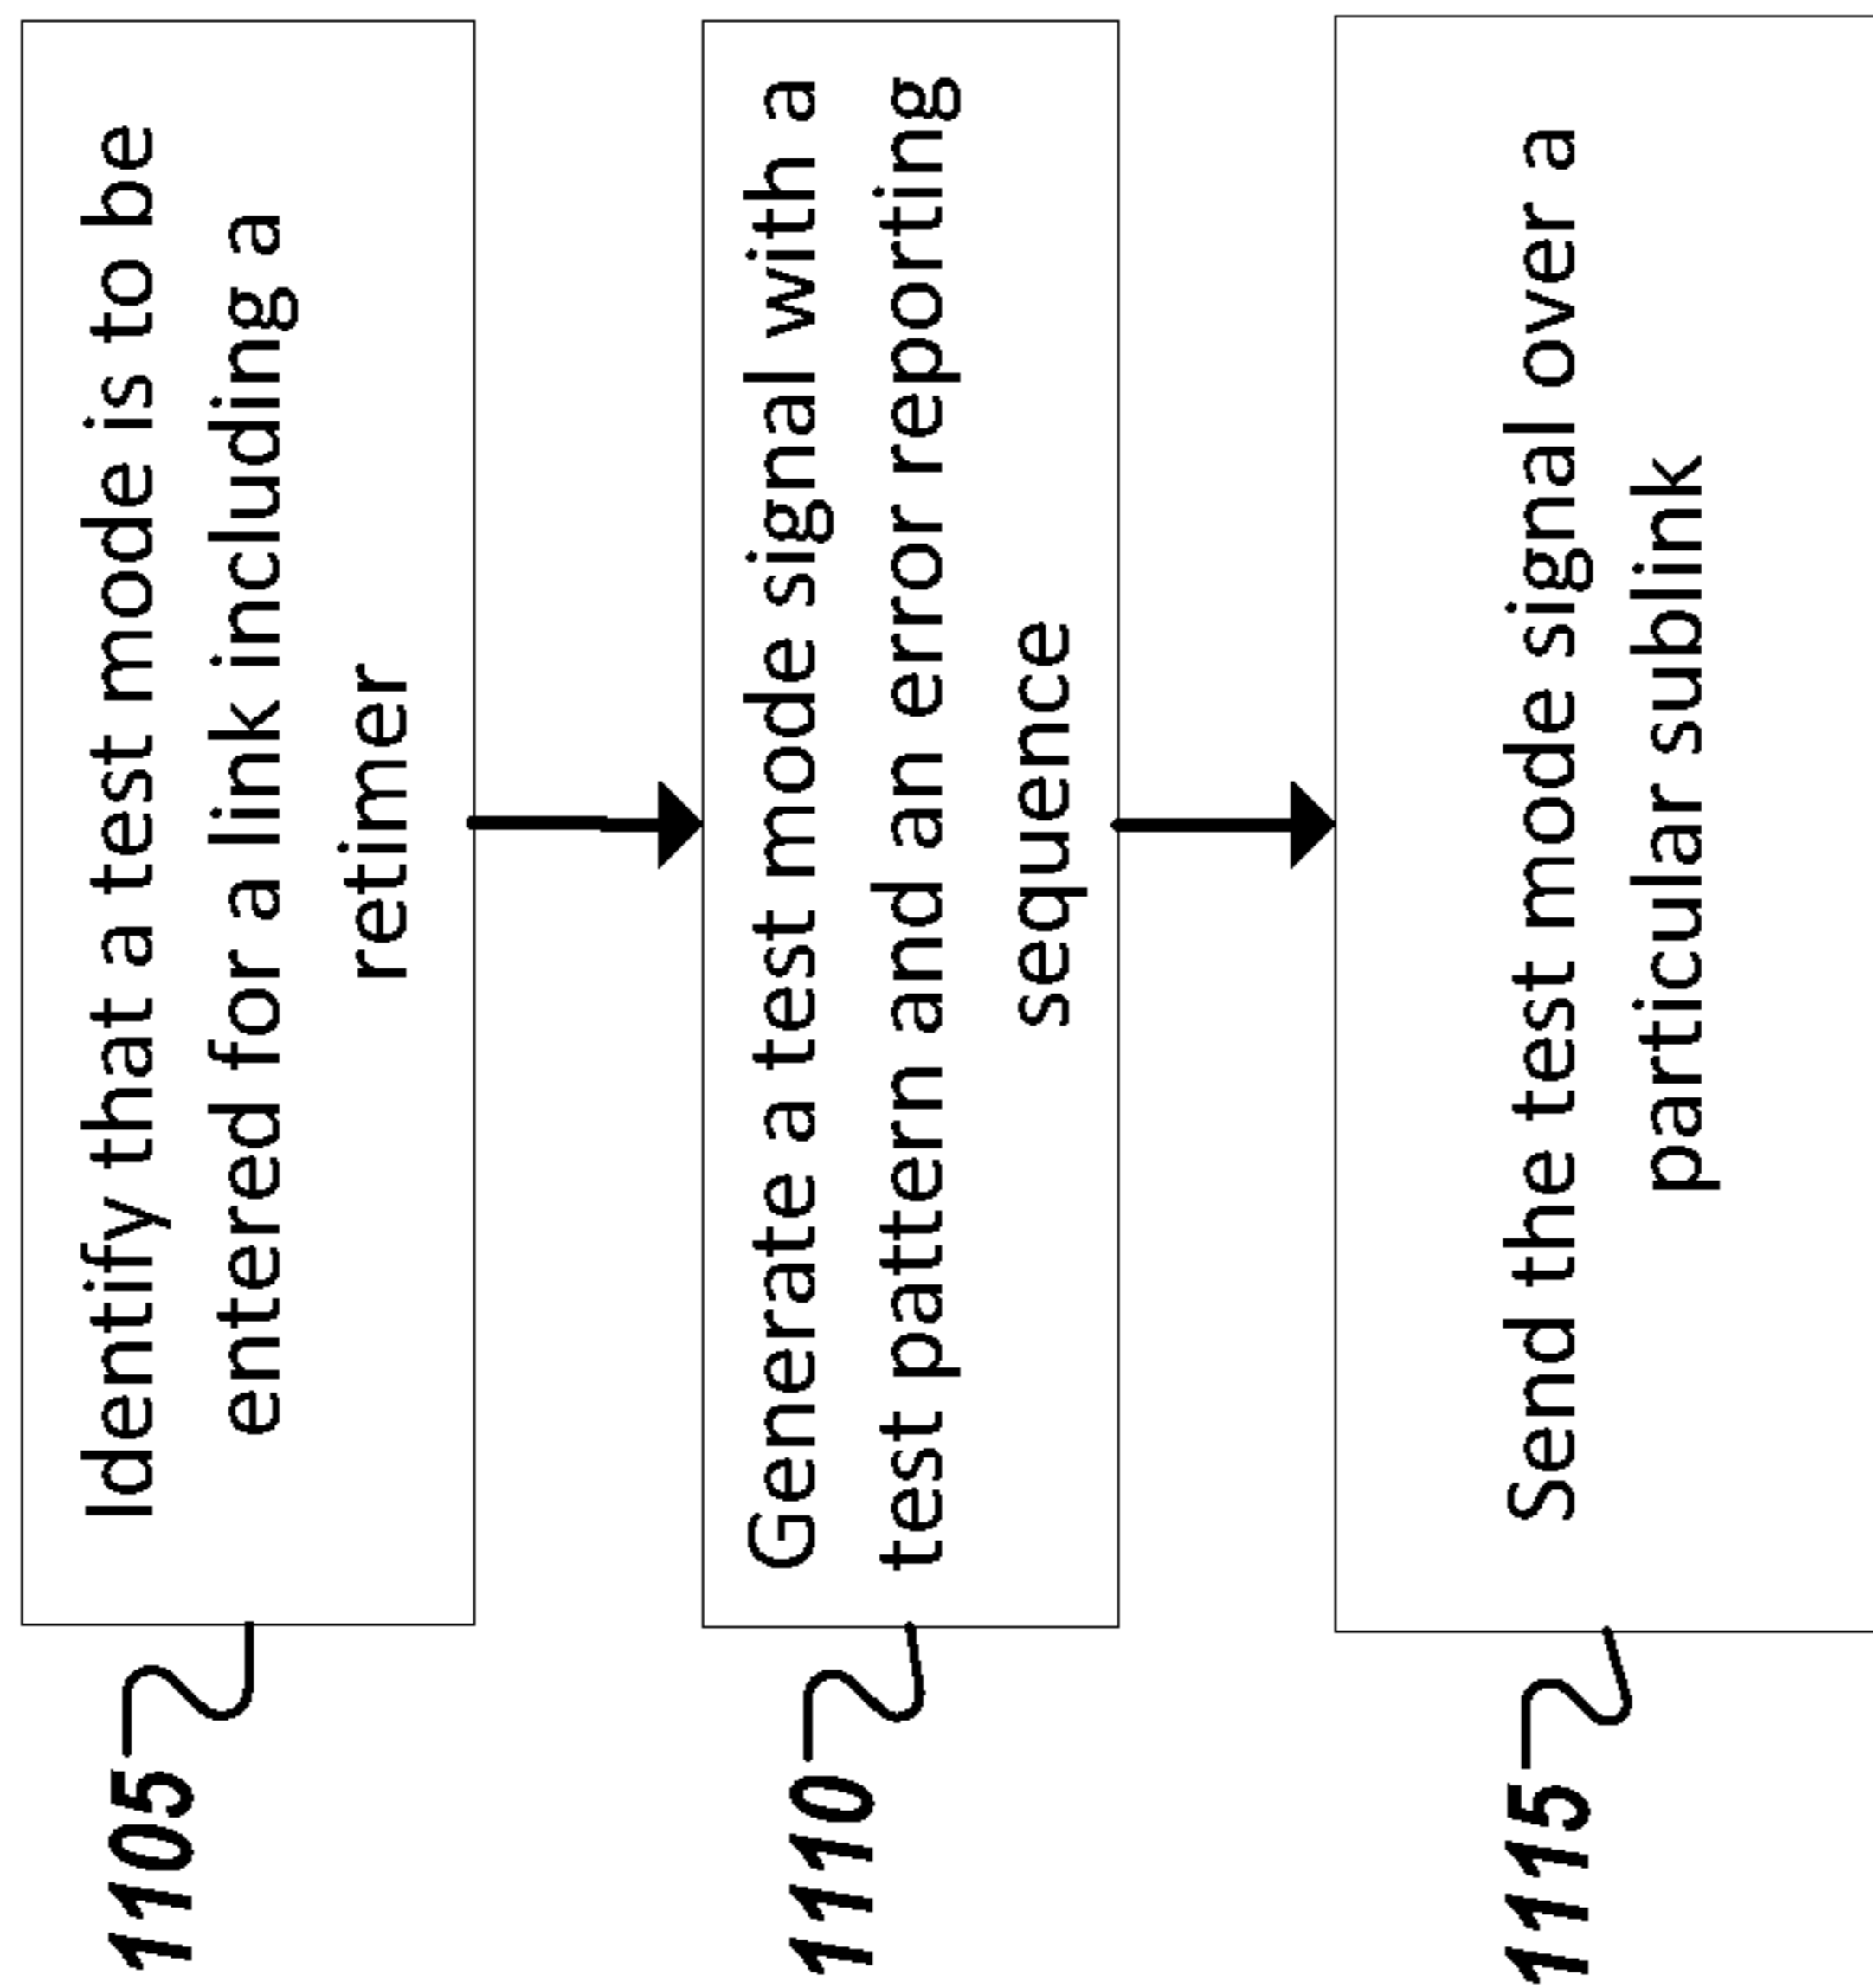 1105
Identify that a test mode is to be
entered for a link including a
retimer
1110
Generate a test mode signal with a
test pattern and an error reporting
sequence
1115
Send the test mode signal over a
particular sublink